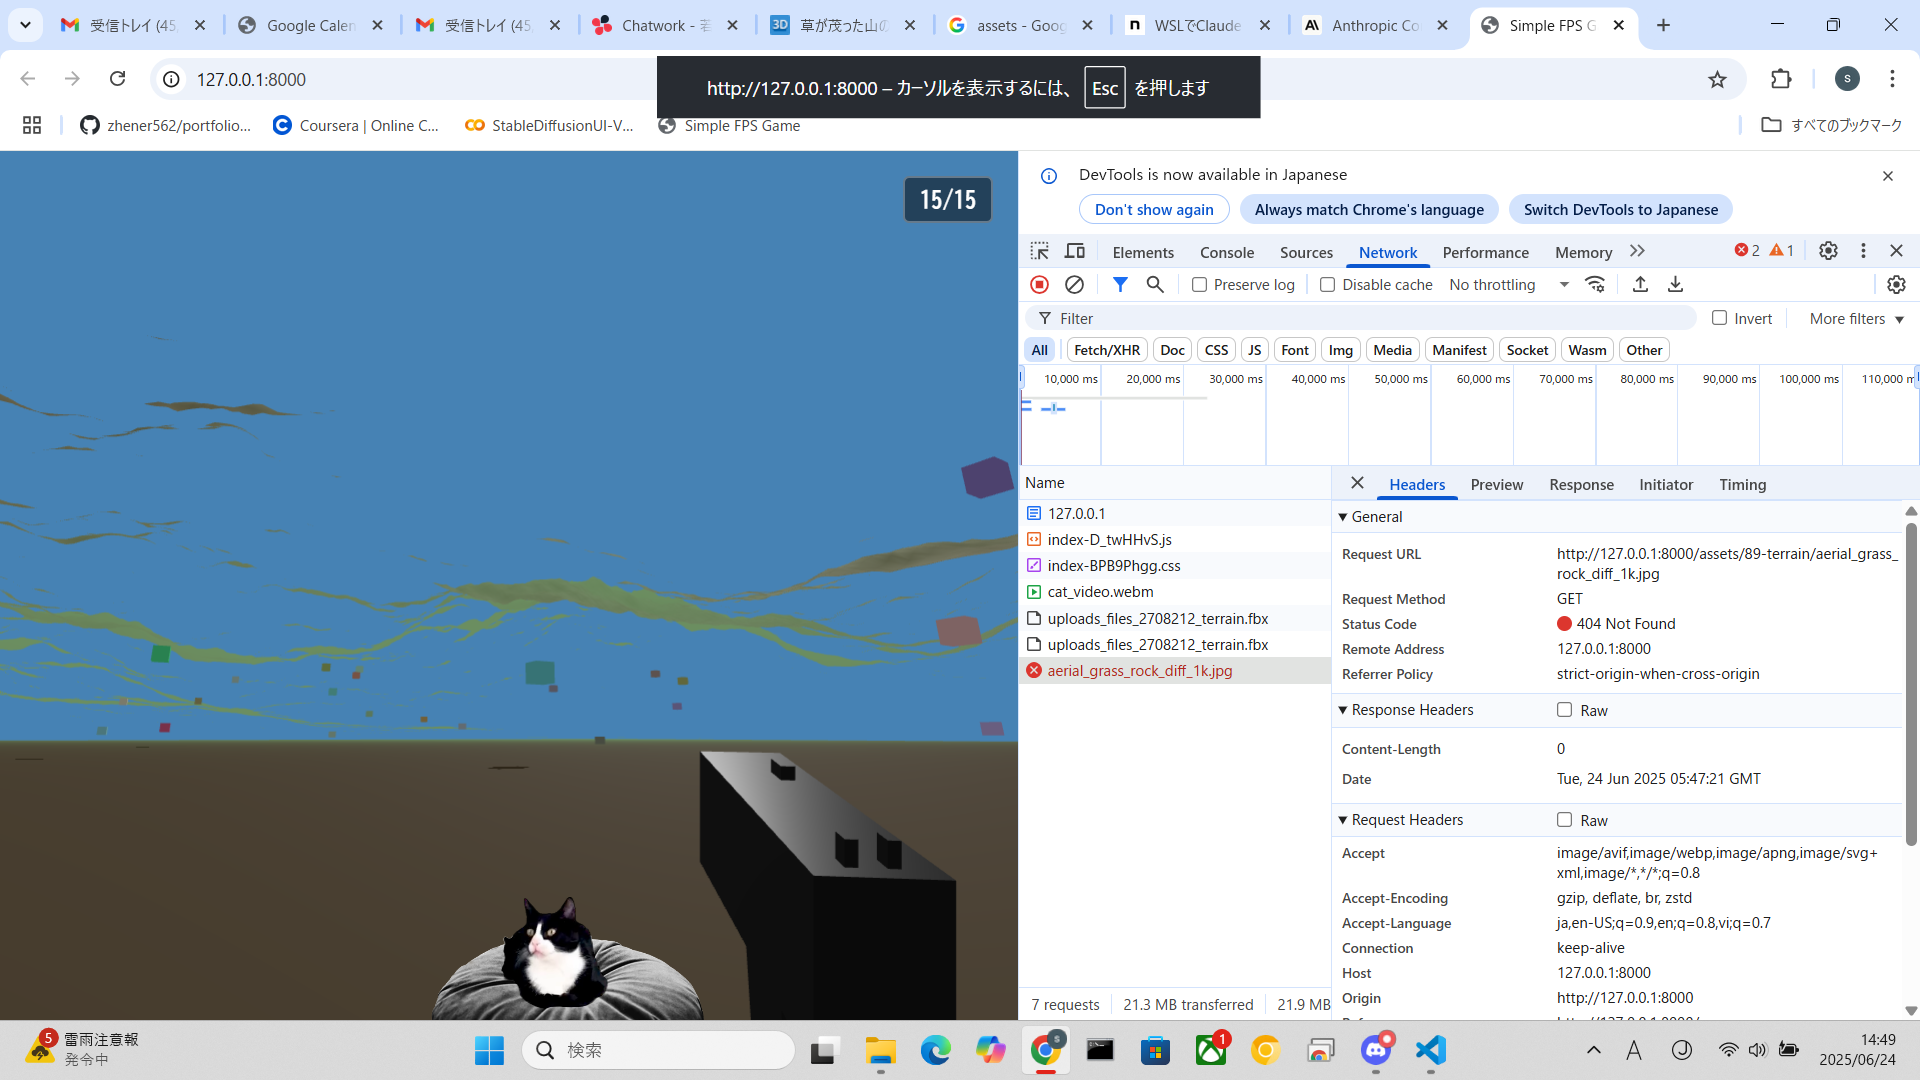 受信トレイ (45,
Google Calen
受信トレイ (45,
Chatwork - 若
草が茂った山の
assets - Goog
WSLでClaude
Anthropic Co
Simple FPS G
127.0.0.1:8000
http://127.0.0.1:8000 – カーソルを表示するには、 Esc を押します
S
zhener562/portfolio...
Coursera | Online C...
StableDiffusionUI-V...
Simple FPS Game
すべてのブックマーク
15/15
DevTools is now available in Japanese
Don't show again
Always match Chrome's language
Switch DevTools to Japanese
Elements
Console
Sources
Network
Performance
Memory
2
1
Preserve log
Disable cache
No throttling
Filter
Invert
More filters
All
Fetch/XHR
Doc
CSS
JS
Font
Img
Media
Manifest
Socket
Wasm
Other
10,000 ms
20,000 ms
30,000 ms
40,000 ms
50,000 ms
60,000 ms
70,000 ms
80,000 ms
90,000 ms
100,000 ms
110,000 m
Name
127.0.0.1
index-D_twHHvS.js
index-BPB9Phgg.css
cat_video.webm
uploads_files_2708212_terrain.fbx
uploads_files_2708212_terrain.fbx
aerial_grass_rock_diff_1k.jpg
7 requests
21.3 MB transferred
21.9 MB
Headers
Preview
Response
Initiator
Timing
General
Request URL
http://127.0.0.1:8000/assets/89-terrain/aerial_grass_
rock_diff_1k.jpg
Request Method
GET
Status Code
404 Not Found
Remote Address
127.0.0.1:8000
Referrer Policy
strict-origin-when-cross-origin
Response Headers
Raw
Content-Length
0
Date
Tue, 24 Jun 2025 05:47:21 GMT
Request Headers
Raw
Accept
image/avif,image/webp,image/apng,image/svg+
xml,image/*,*/*;q=0.8
Accept-Encoding
gzip, deflate, br, zstd
Accept-Language
ja,en-US;q=0.9,en;q=0.8,vi;q=0.7
Connection
keep-alive
Host
127.0.0.1:8000
Origin
http://127.0.0.1:8000
5
雷雨注意報
発令中
検索
S
1
A
14:49
2025/06/24